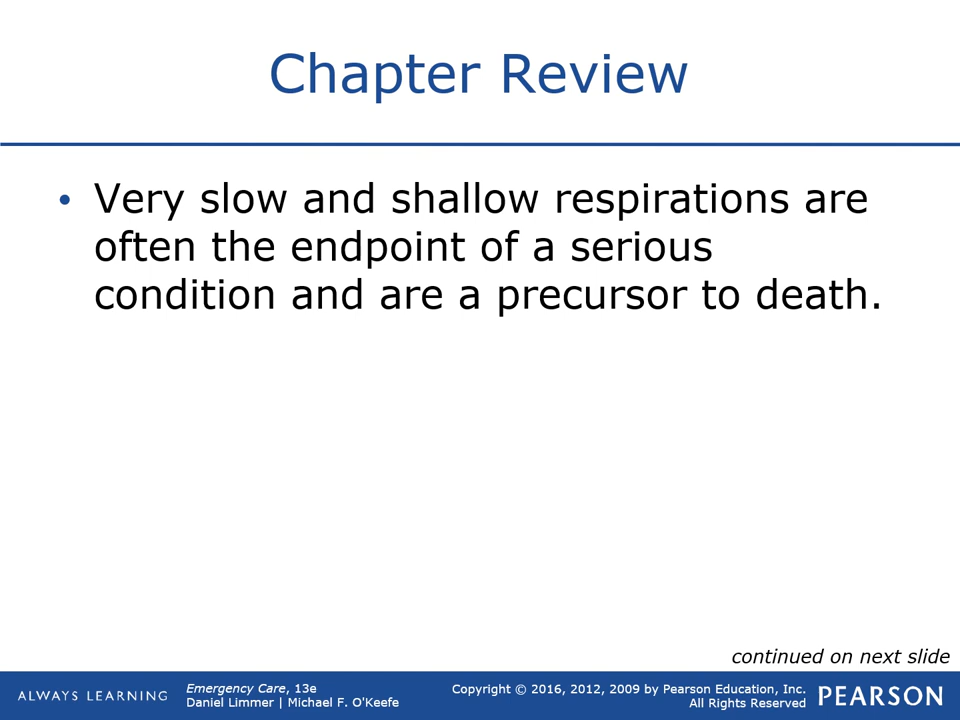 Chapter Review
• Very slow and shallow respirations are
often the endpoint of a serious
condition and are a precursor to death.
continued on next slide
ALWAYS LEARNING
Emergency Care, 13e
Daniel Limmer | Michael F. O'Keefe
Copyright © 2016, 2012, 2009 by Pearson Education, Inc.
All Rights Reserved
PEARSON